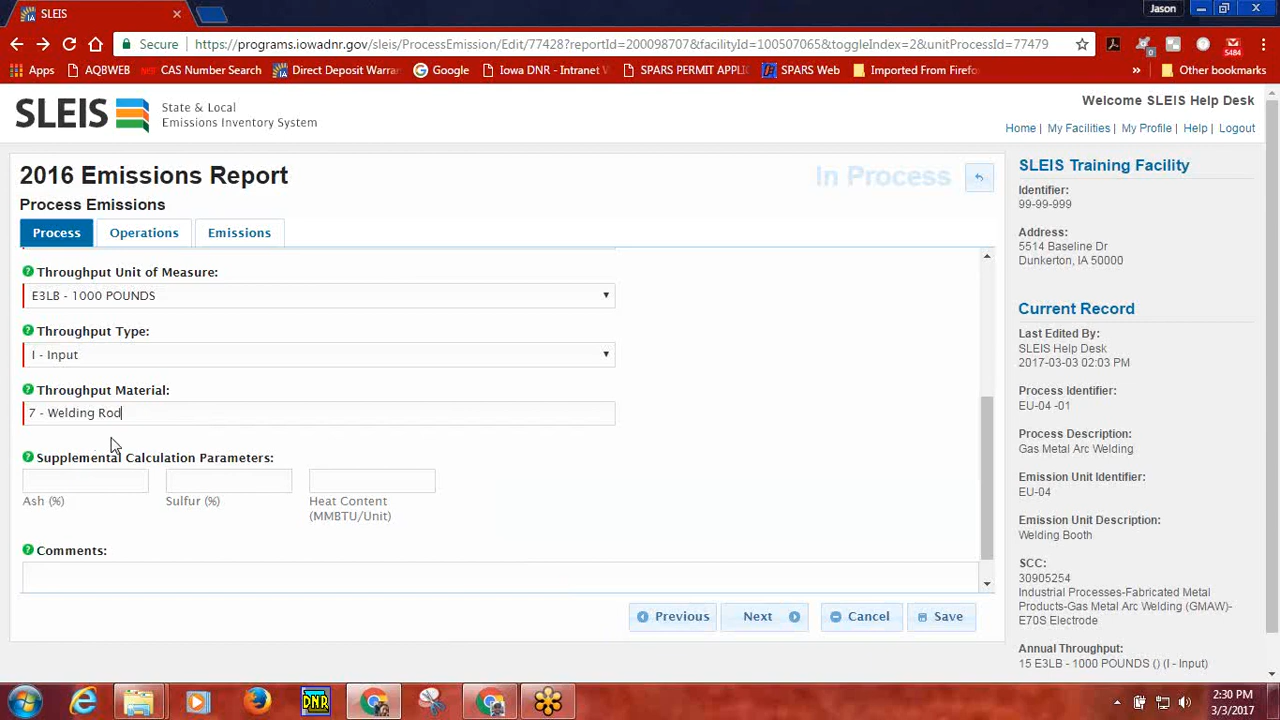 SLEIS
Jason
Secure
https://programs.iowadnr.gov/sleis/ProcessEmission/Edit/77428?reportId=200098707&facilityId=100507065&toggleIndex=2&unitProcessId=77479
5484
Apps AQBWEB CAS Number Search Direct Deposit Warran Google Iowa DNR - Intranet V SPARS PERMIT APPLIC SPARS Web Imported From Firefo » Other bookmarks
SLEIS State & Local
Emissions Inventory System
Welcome SLEIS Help Desk
Home | My Facilities | My Profile | Help | Logout
2016 Emissions Report
In Process
Process Emissions
Process Operations Emissions
Throughput Unit of Measure:
E3LB - 1000 POUNDS
Throughput Type:
I - Input
Throughput Material:
7 - Welding Rod
Supplemental Calculation Parameters:
Ash (%) Sulfur (%) Heat Content
(MMBTU/Unit)
Comments:
Previous Next Cancel Save
SLEIS Training Facility
Identifier:
99-99-999
Address:
5514 Baseline Dr
Dunkerton, IA 50000
Current Record
Last Edited By:
SLEIS Help Desk
2017-03-03 02:03 PM
Process Identifier:
EU-04 -01
Process Description:
Gas Metal Arc Welding
Emission Unit Identifier:
EU-04
Emission Unit Description:
Welding Booth
SCC:
30905254
Industrial Processes-Fabricated Metal
Products-Gas Metal Arc Welding (GMAW)-
E70S Electrode
Annual Throughput:
15 E3LB - 1000 POUNDS () (I - Input)
DNR
2:30 PM
3/3/2017